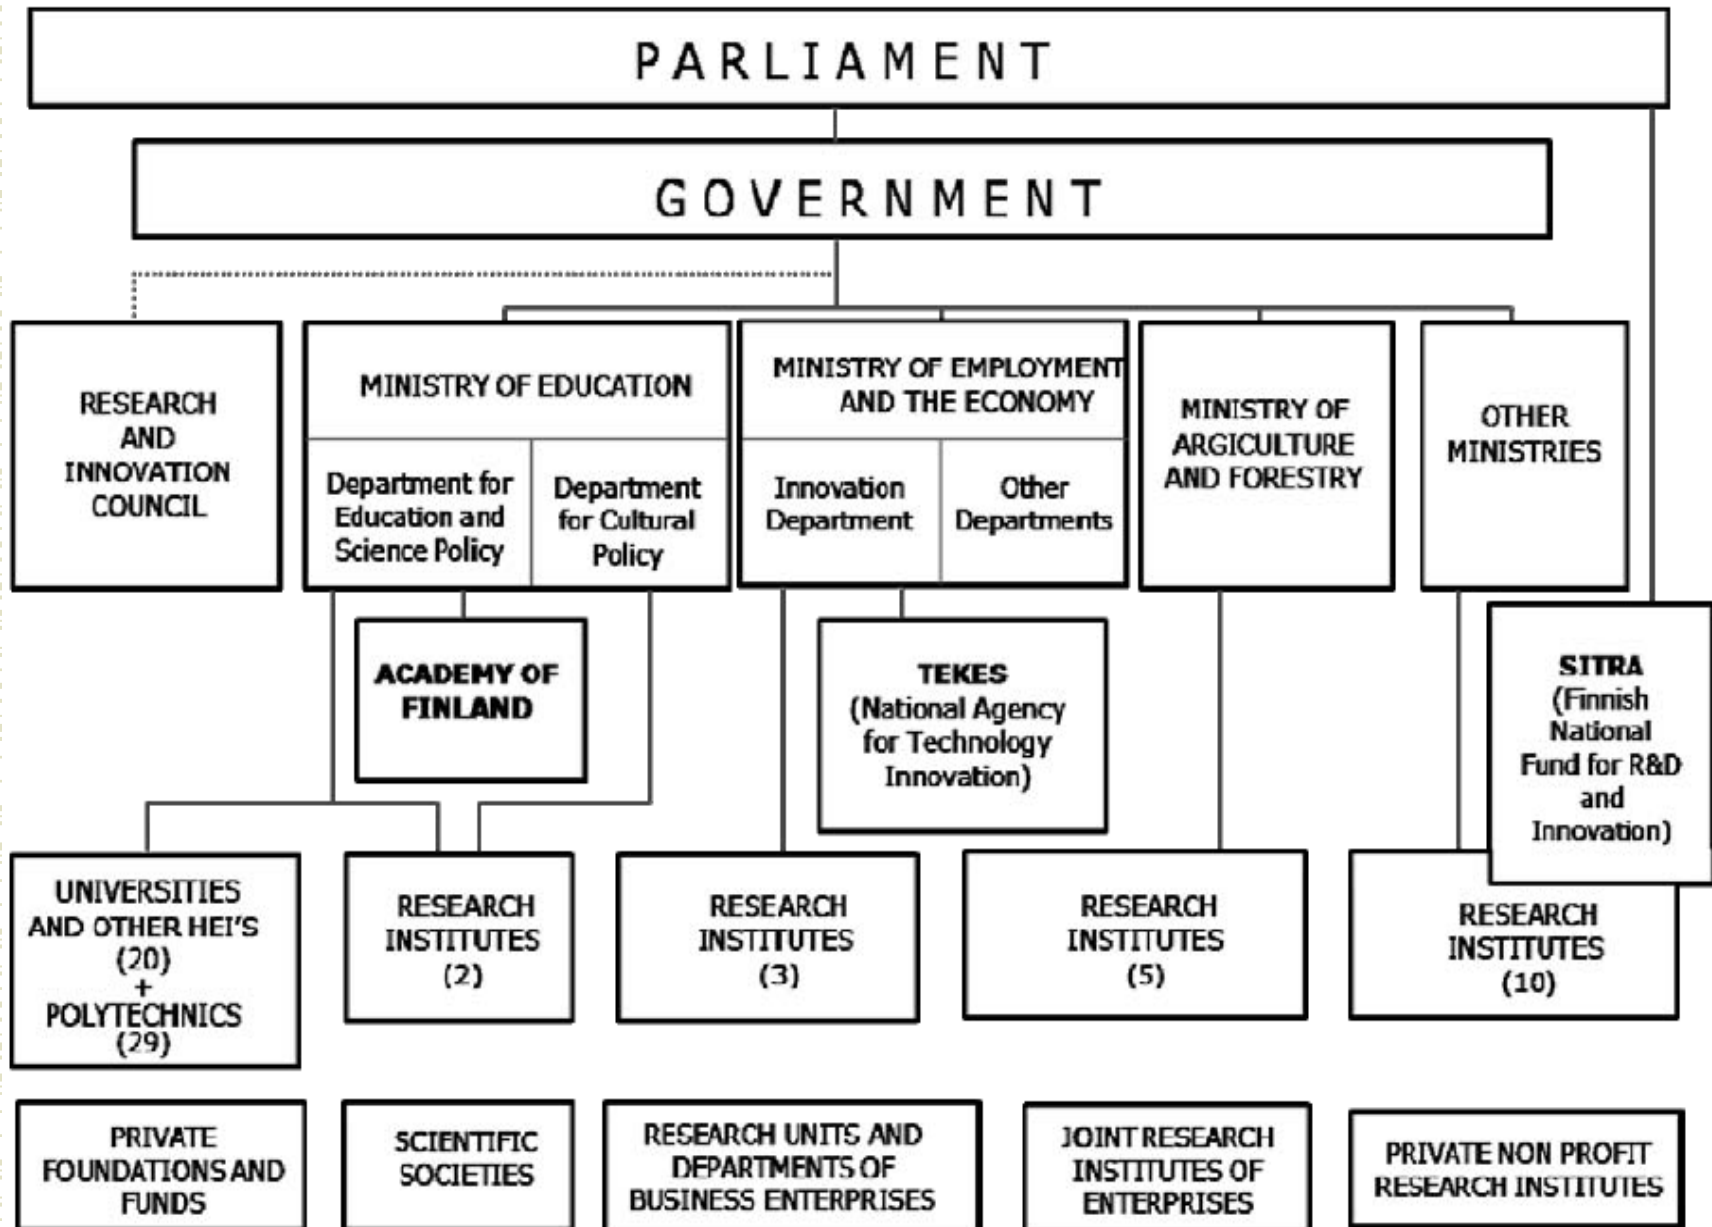 PARLIAMENT
GOVERNMENT
RESEARCH
AND
INNOVATION
COUNCIL
MINISTRY OF EDUCATION
Department for
Education and
Science Policy
Department
for Cultural
Policy
MINISTRY OF EMPLOYMENT
AND THE ECONOMY
Innovation
Department
Other
Departments
MINISTRY OF
ARGICULTURE
AND FORESTRY
OTHER
MINISTRIES
ACADEMY OF
FINLAND
TEKES
(National Agency
for Technology
Innovation)
SITRA
(Finnish
National
Fund for R&D
and
Innovation)
UNIVERSITIES
AND OTHER HEI'S
(20)
+
POLYTECHNICS
(29)
RESEARCH
INSTITUTES
(2)
RESEARCH
INSTITUTES
(3)
RESEARCH
INSTITUTES
(5)
RESEARCH
INSTITUTES
(10)
PRIVATE
FOUNDATIONS AND
FUNDS
SCIENTIFIC
SOCIETIES
RESEARCH UNITS AND
DEPARTMENTS OF
BUSINESS ENTERPRISES
JOINT RESEARCH
INSTITUTES OF
ENTERPRISES
PRIVATE NON PROFIT
RESEARCH INSTITUTES